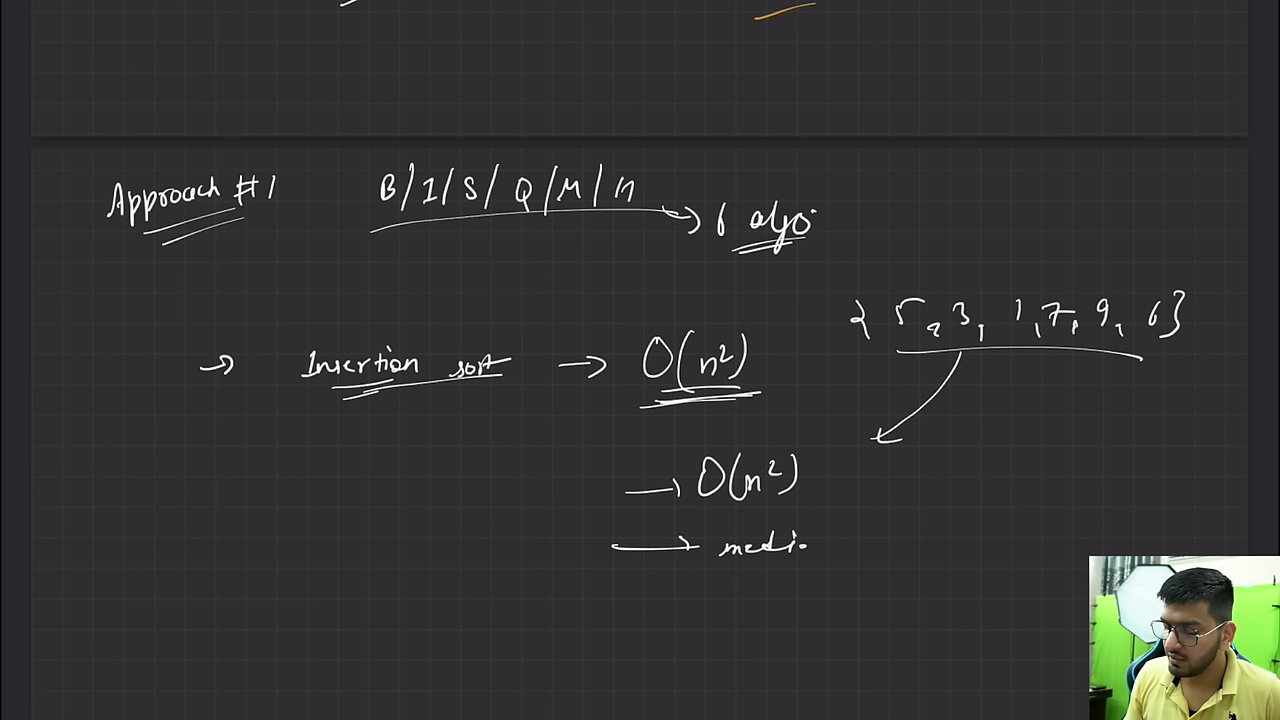 Approach #1
B/I/S/Q/M/H
→ 6 algo
→ Insertion sort → O(n²)
{5, 3, 1, 7, 9, 6}
→ O(n²)
→ medi